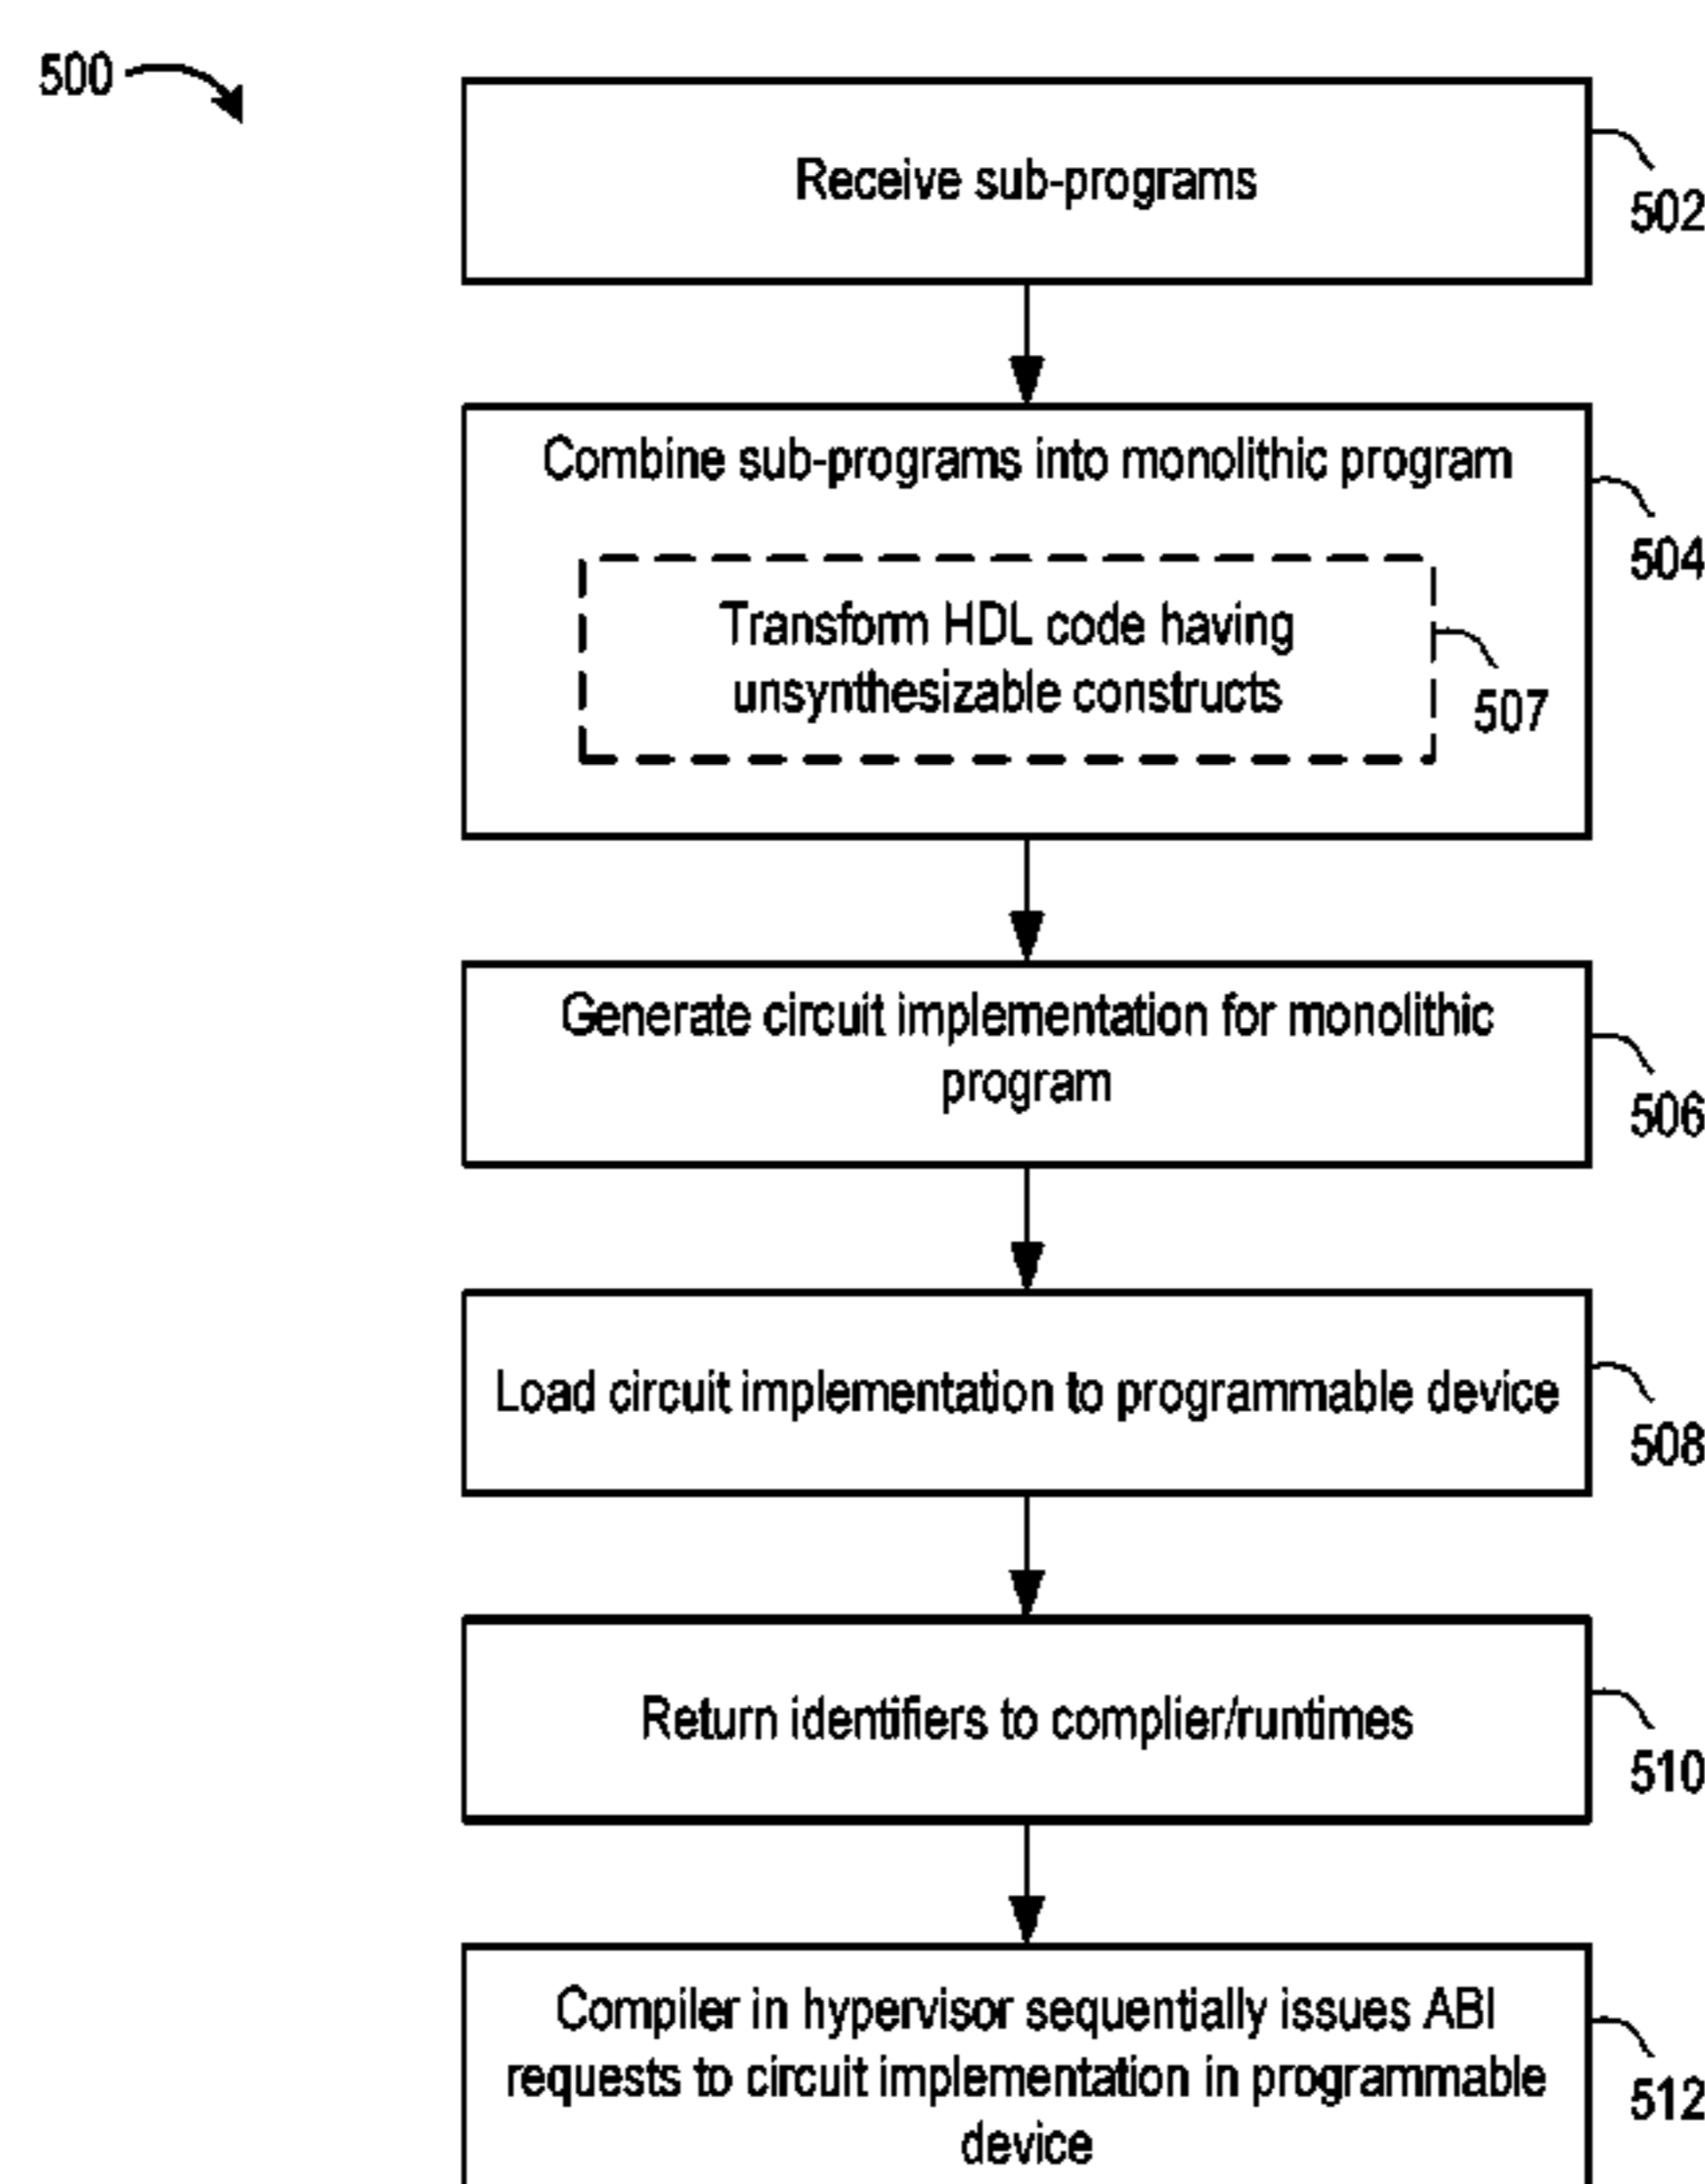 500
Receive sub-programs
502
Combine sub-programs into monolithic program
504
Transform HDL code having
unsynthesizable constructs
507
Generate circuit implementation for monolithic
program
506
Load circuit implementation to programmable device
508
Return identifiers to complier/runtimes
510
Compiler in hypervisor sequentially issues ABI
requests to circuit implementation in programmable
device
512